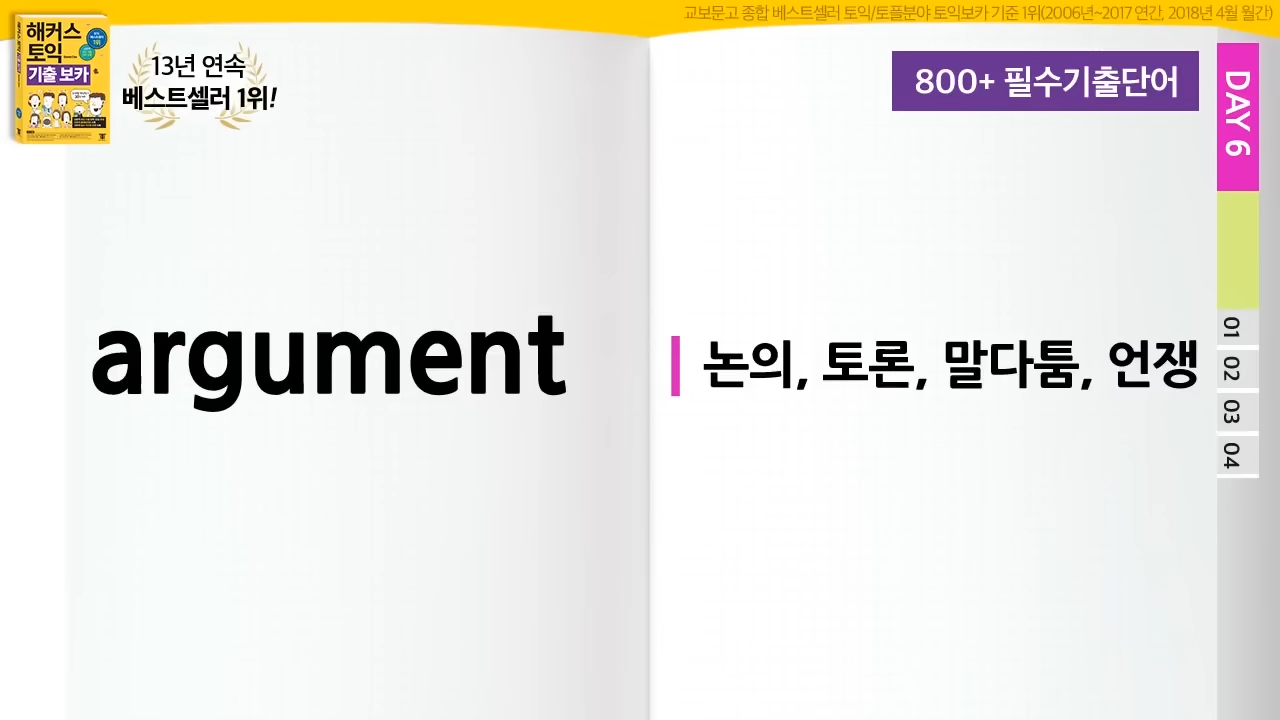 교보문고 종합 베스트셀러 토익/토플분야 토익보카 기준 1위(2006년~2017 연간, 2018년 4월 월간)
해커스
토익
기출 보카
13년 연속
베스트셀러 1위!
800+ 필수기출단어
DAY 6
argument
논의, 토론, 말다툼, 언쟁
01
02
03
04